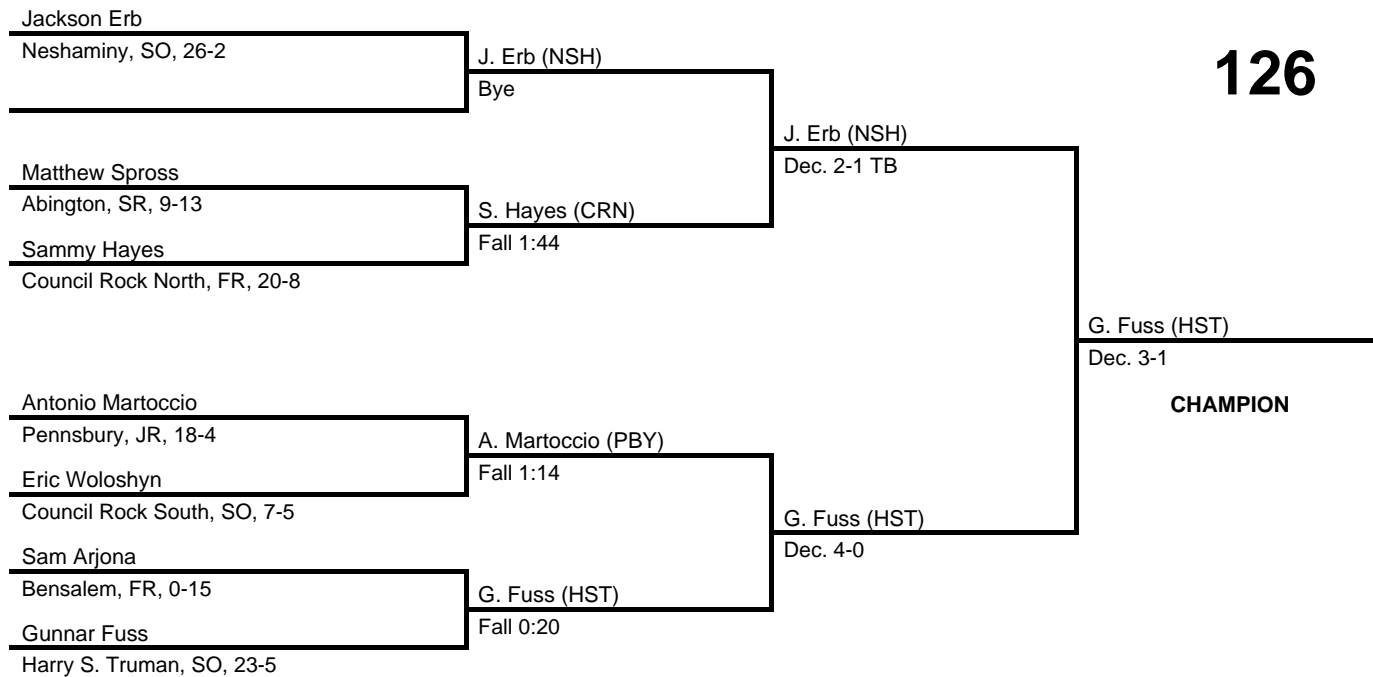 Jackson Erb
Neshaminy, SO, 26-2
J. Erb (NSH)
Bye
126
J. Erb (NSH)
Dec. 2-1 TB
Matthew Spross
Abington, SR, 9-13
S. Hayes (CRN)
Fall 1:44
Sammy Hayes
Council Rock North, FR, 20-8
G. Fuss (HST)
Dec. 3-1
CHAMPION
Antonio Martoccio
Pennsbury, JR, 18-4
A. Martoccio (PBY)
Fall 1:14
Eric Woloshyn
Council Rock South, SO, 7-5
G. Fuss (HST)
Dec. 4-0
Sam Arjona
Bensalem, FR, 0-15
G. Fuss (HST)
Fall 0:20
Gunnar Fuss
Harry S. Truman, SO, 23-5